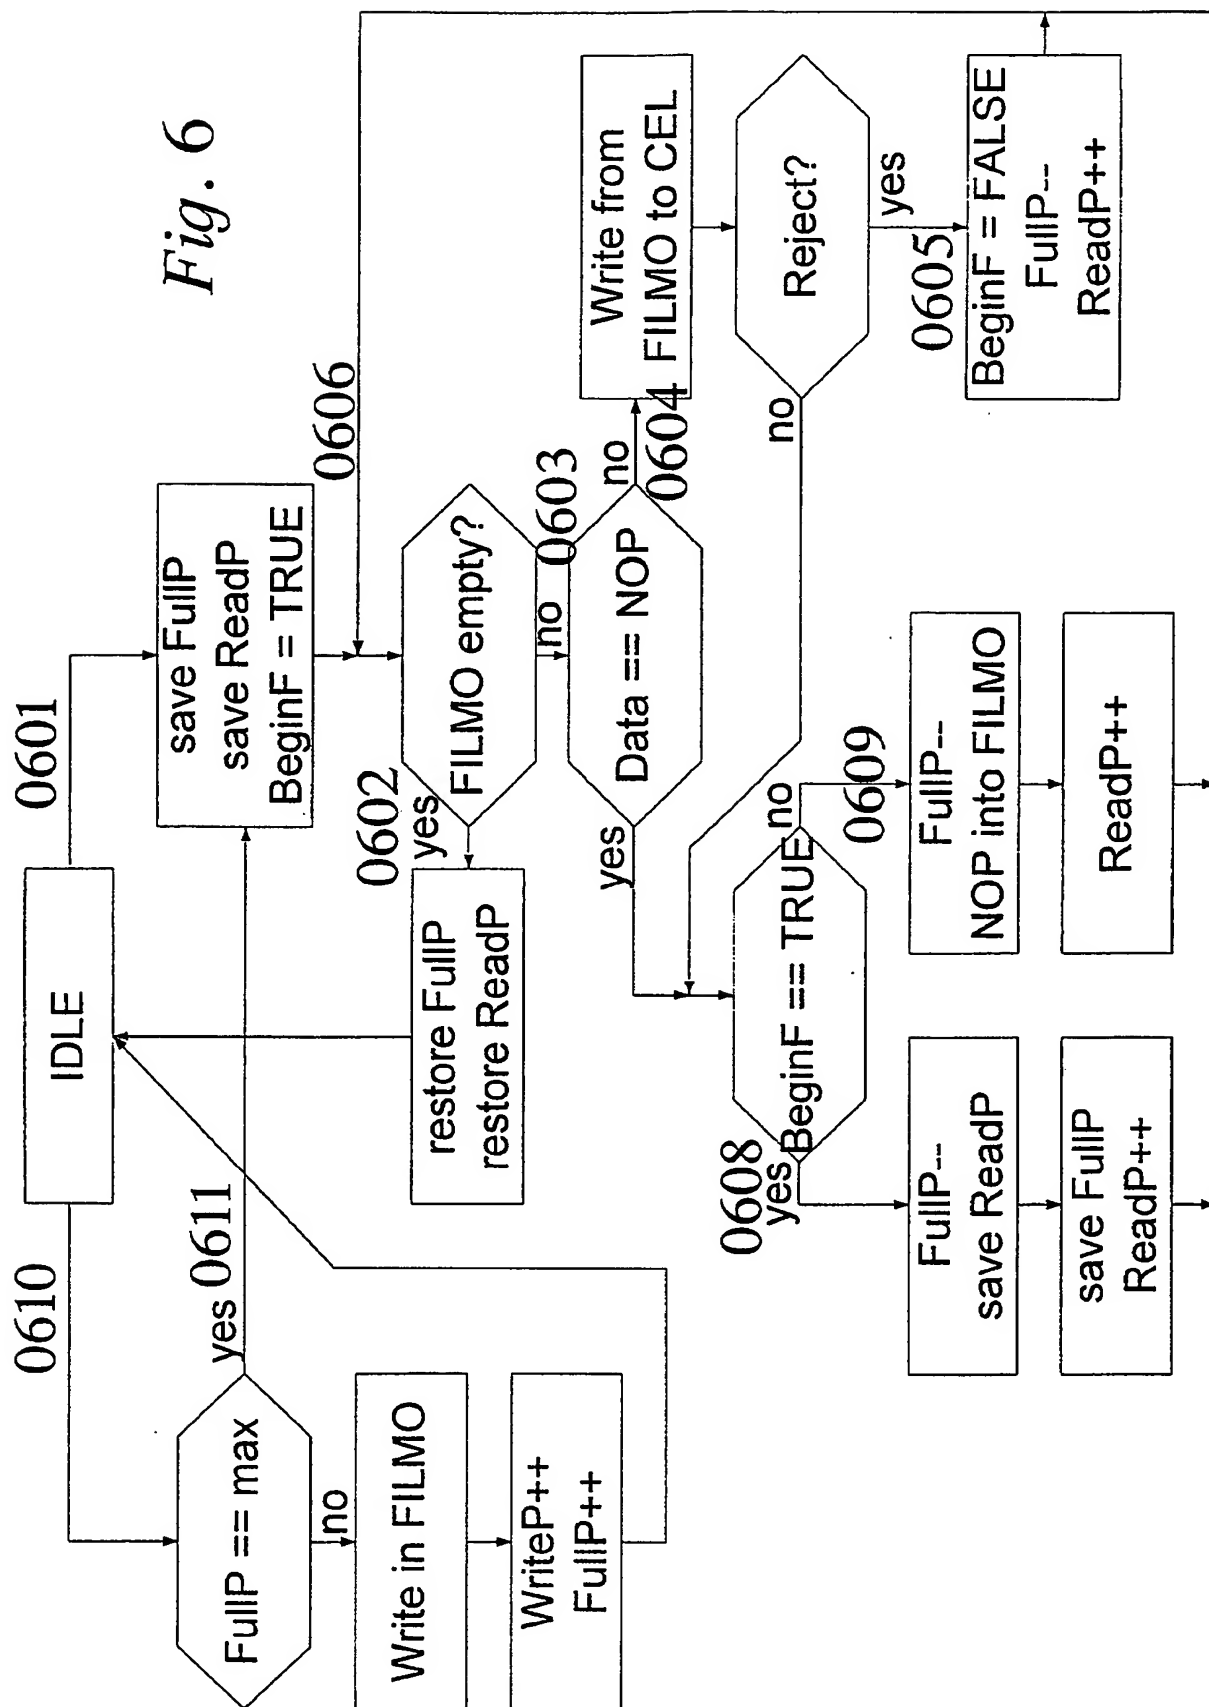 Fig. 6
IDLE
0610
0601
FullP == max
yes
0611
no
Write in FILMO
WriteP++
FullP++
save FullP
save ReadP
BeginF = TRUE
0606
FILMO empty?
yes
0602
restore FullP
restore ReadP
no
0603
Data == NOP
yes
no
0604
Write from
FILMO to CEL
Reject?
no
yes
0605
BeginF = FALSE
FullP--
ReadP++
BeginF == TRUE
yes
0608
FullP--
save ReadP
save FullP
ReadP++
no
0609
FullP--
NOP into FILMO
ReadP++